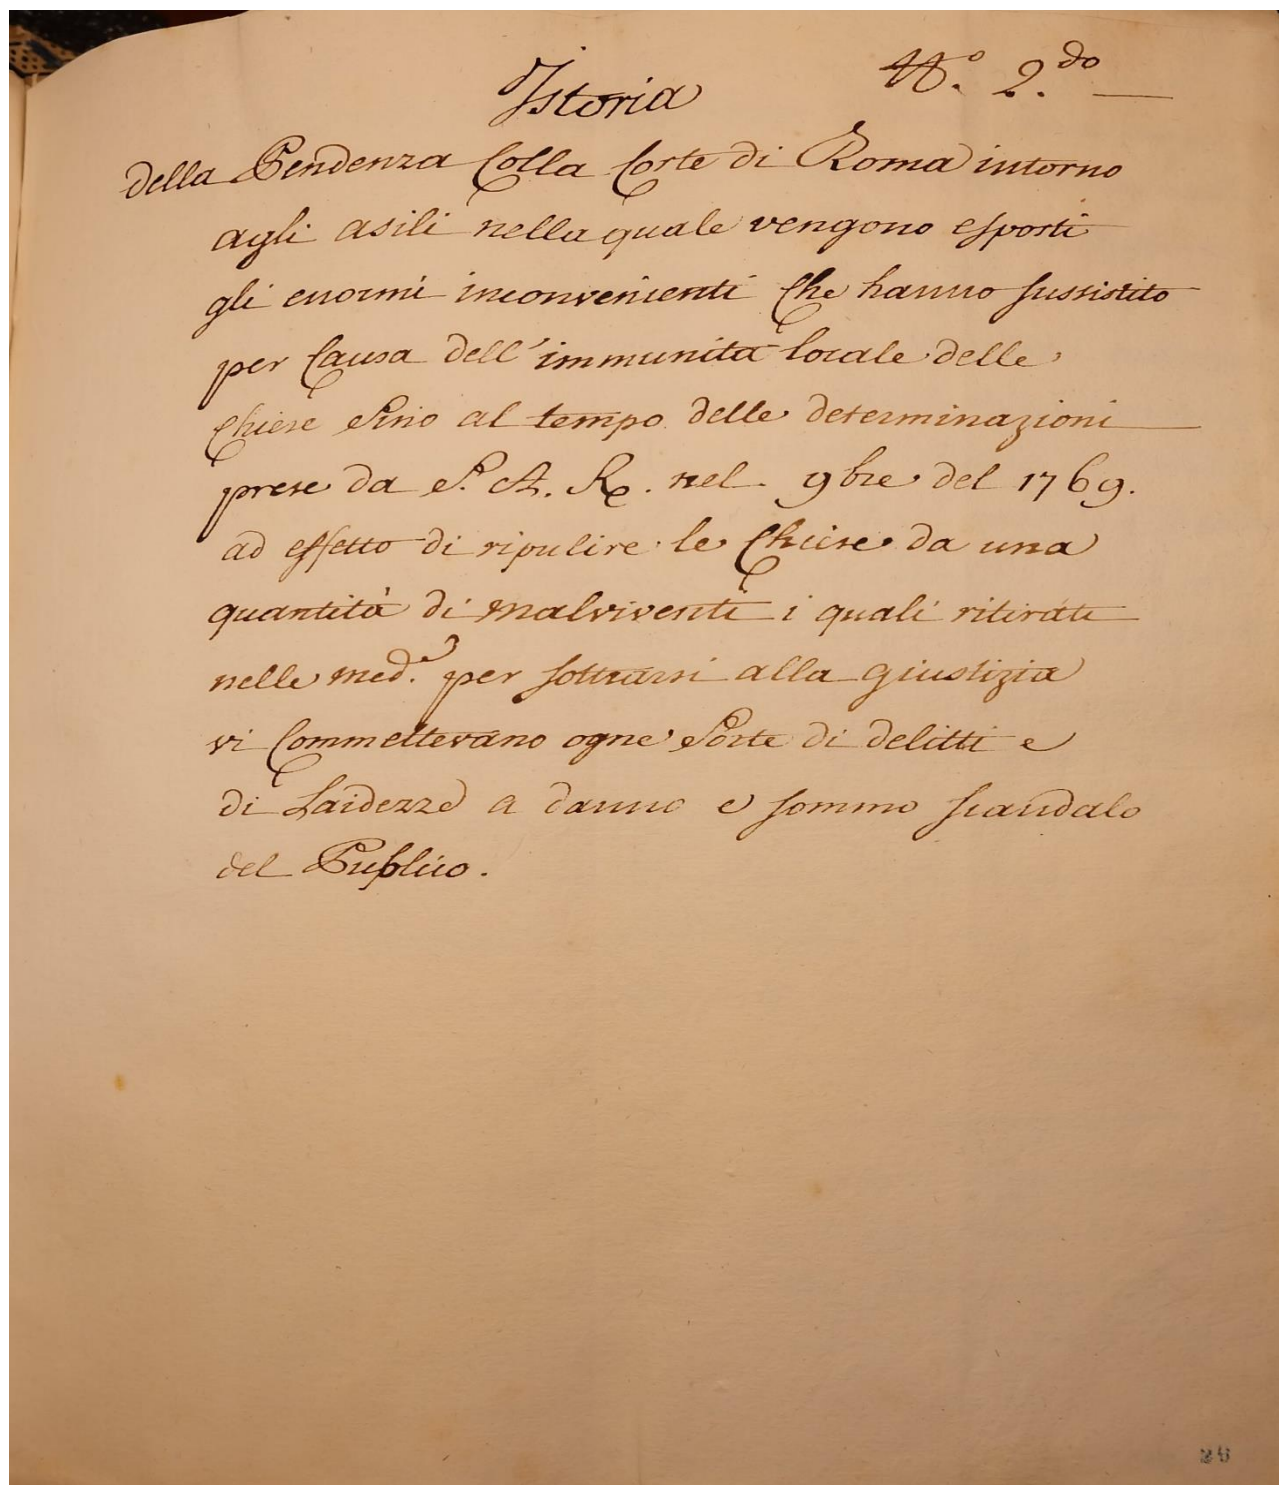 N.° 2.do
Istoria
della Pendenza Colla Corte di Roma intorno
agli asili nella quale vengono esposti
gli enormi inconvenienti Che hanno sussistito
per Causa dell'immunità locale delle
Chiese Sino al tempo delle determinazioni
prese da S. A. R. nel 9bre del 1769.
ad effetto di ripulire le Chiese da una
quantità di malviventi i quali ritirati
nelle med.e per sottrarsi alla giustizia
vi Commettevano ogne Sorte di delitti e
di Laidezze a danno e sommo scandalo
del Publico.
26